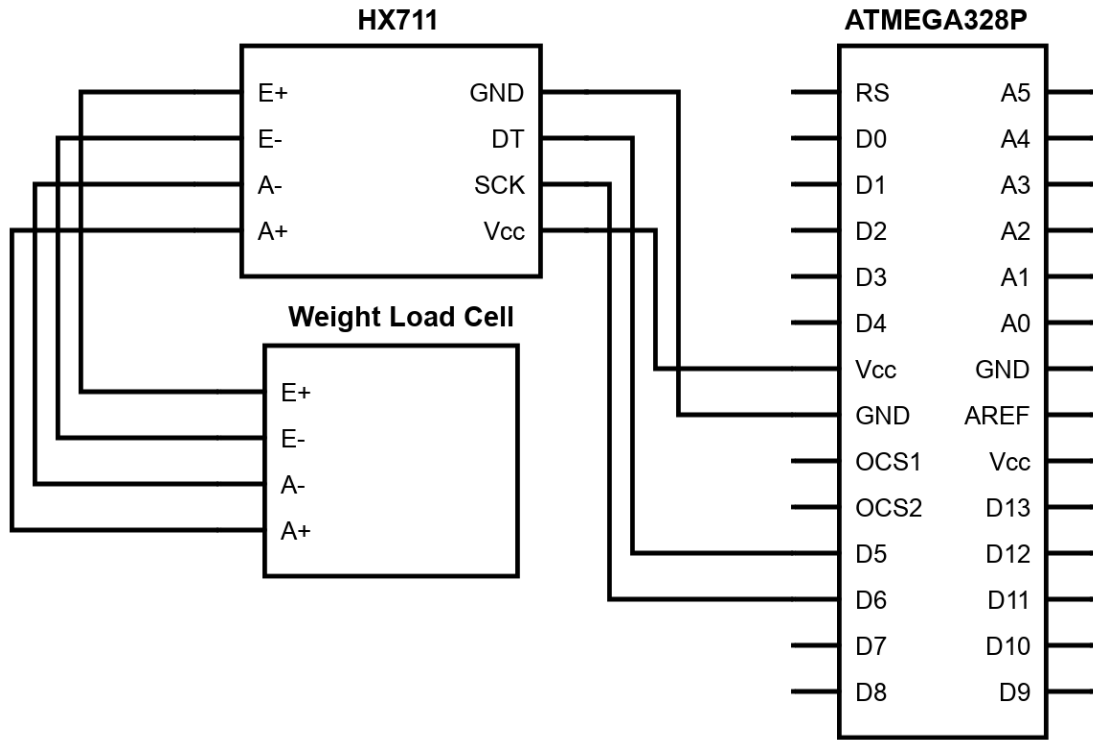 HX711
E+
E-
A-
A+
GND
DT
SCK
Vcc
Weight Load Cell
E+
E-
A-
A+
ATMEGA328P
RS
D0
D1
D2
D3
D4
Vcc
GND
OCS1
OCS2
D5
D6
D7
D8
A5
A4
A3
A2
A1
A0
GND
AREF
Vcc
D13
D12
D11
D10
D9